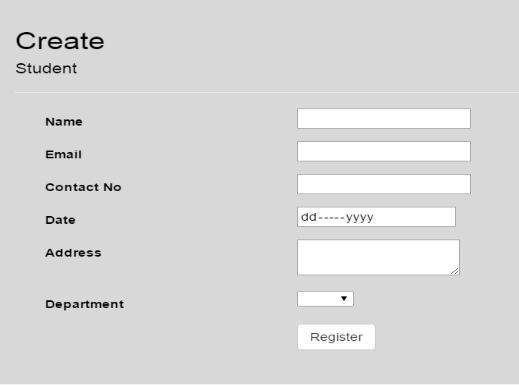 Create
Student
Name
Email
Contact No
Date dd-----yyyy
Address
Department
Register